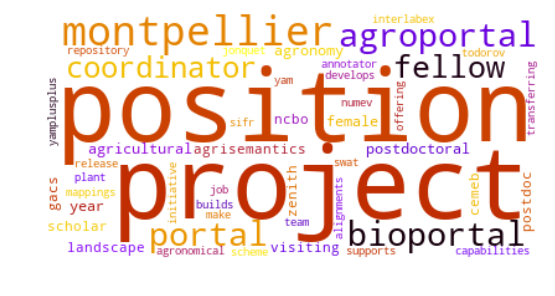 interlabex
montpellier
agroportal
repository
jonquet
agronomy
todorov
coordinator
annotator
fellow
develops
yam
numev
offering
transferring
yamplusplus
position
sifr
ncbo
female
agricultural
agrisemantics
postdoctoral
release
swat
project
plant
initiative
job
zenith
alignments
cemeb
postdoc
mappings
gacs
year
builds
make
scholar
team
portal
bioportal
landscape
agronomical
scheme
visiting
supports
capabilities